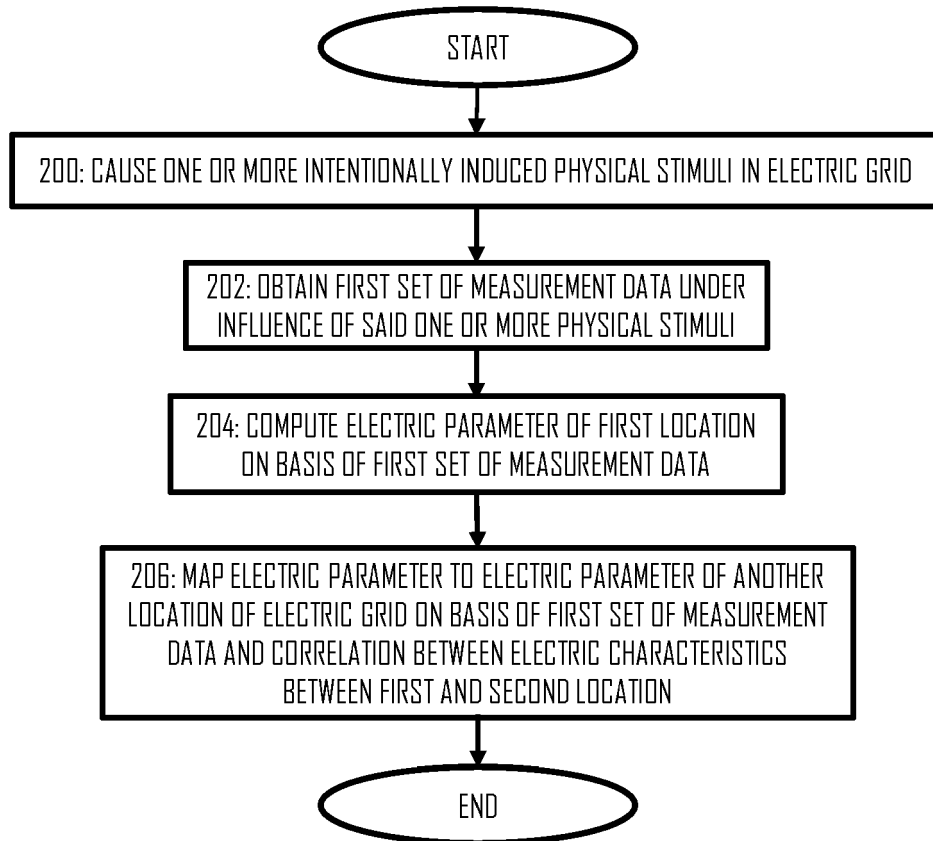 START
200: CAUSE ONE OR MORE INTENTIONALLY INDUCED PHYSICAL STIMULI IN ELECTRIC GRID
202: OBTAIN FIRST SET OF MEASUREMENT DATA UNDER
INFLUENCE OF SAID ONE OR MORE PHYSICAL STIMULI
204: COMPUTE ELECTRIC PARAMETER OF FIRST LOCATION
ON BASIS OF FIRST SET OF MEASUREMENT DATA
206: MAP ELECTRIC PARAMETER TO ELECTRIC PARAMETER OF ANOTHER
LOCATION OF ELECTRIC GRID ON BASIS OF FIRST SET OF MEASUREMENT
DATA AND CORRELATION BETWEEN ELECTRIC CHARACTERISTICS
BETWEEN FIRST AND SECOND LOCATION
END